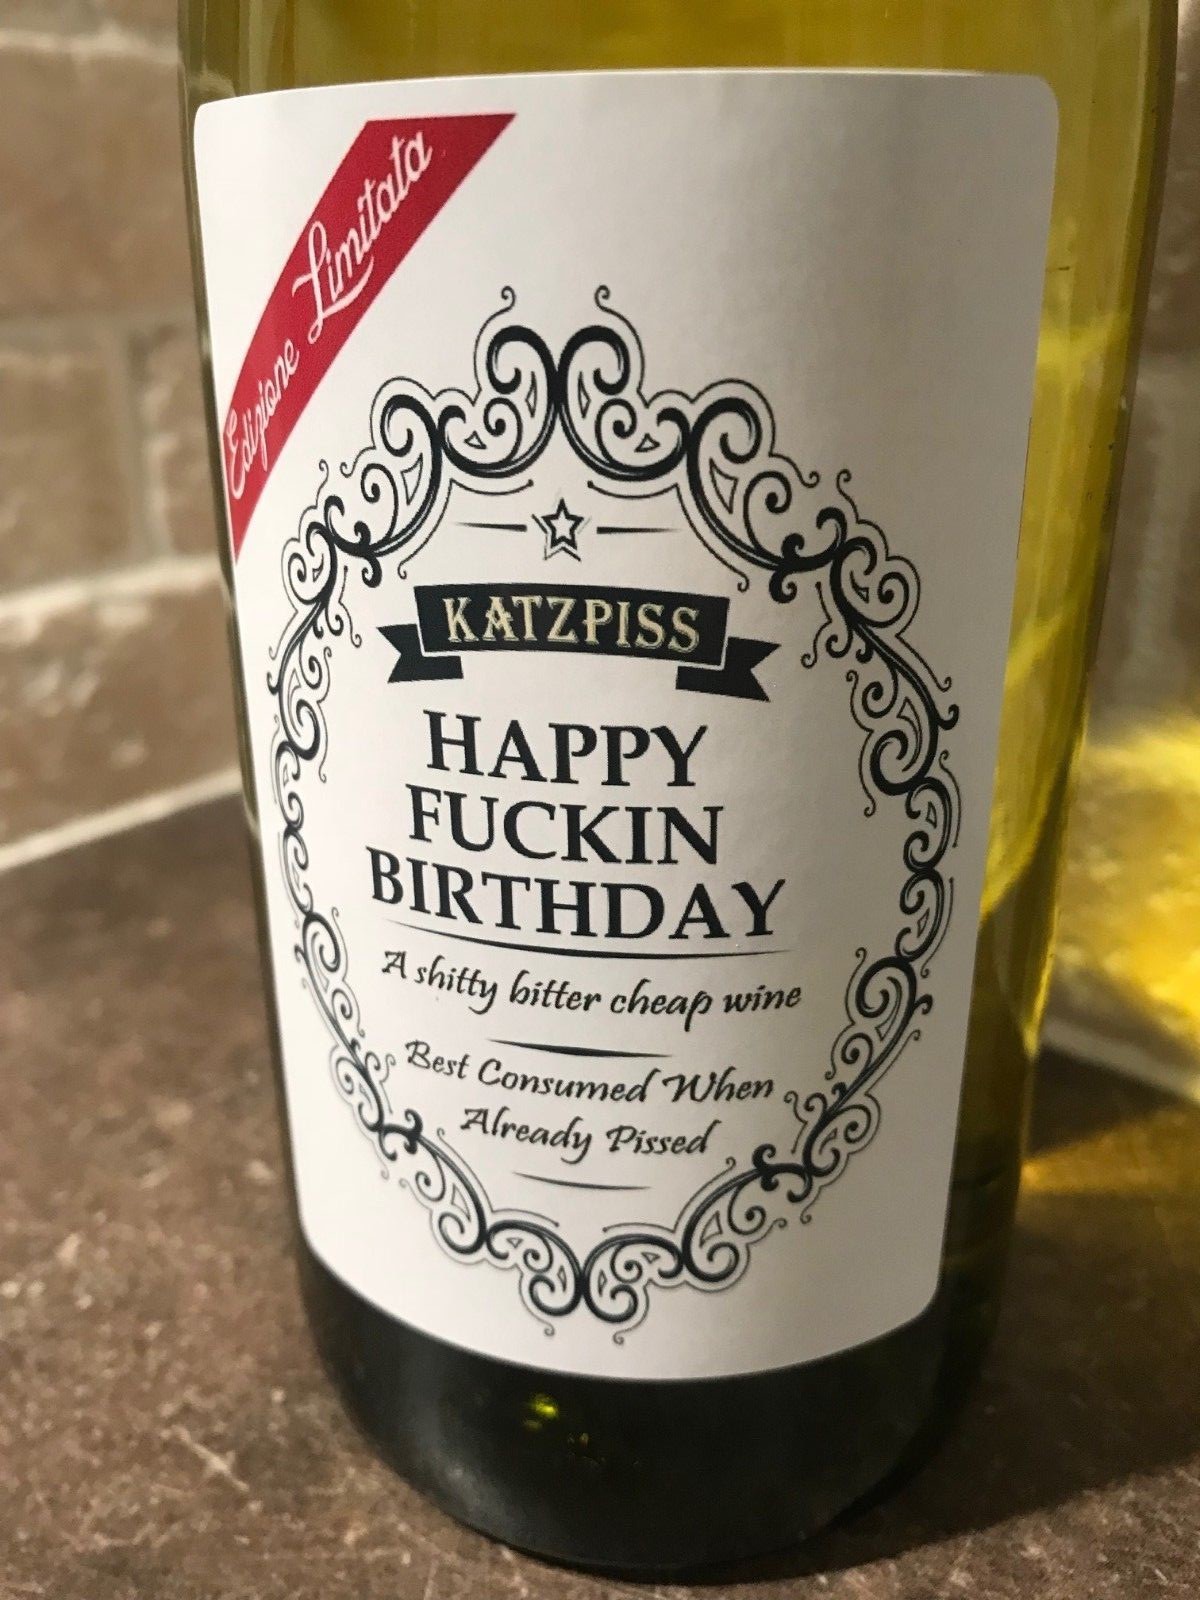 Edizione Limitata
KATZPISS
HAPPY
FUCKIN
BIRTHDAY
A shitty bitter cheap wine
Best Consumed When
Already Pissed